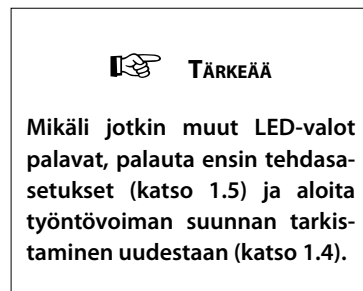 TÄRKEÄÄ
Mikäli jotkin muut LED-valot
palavat, palauta ensin tehdasa-
setukset (katso 1.5) ja aloita
työntövoiman suunnan tarkis-
taminen uudestaan (katso 1.4).